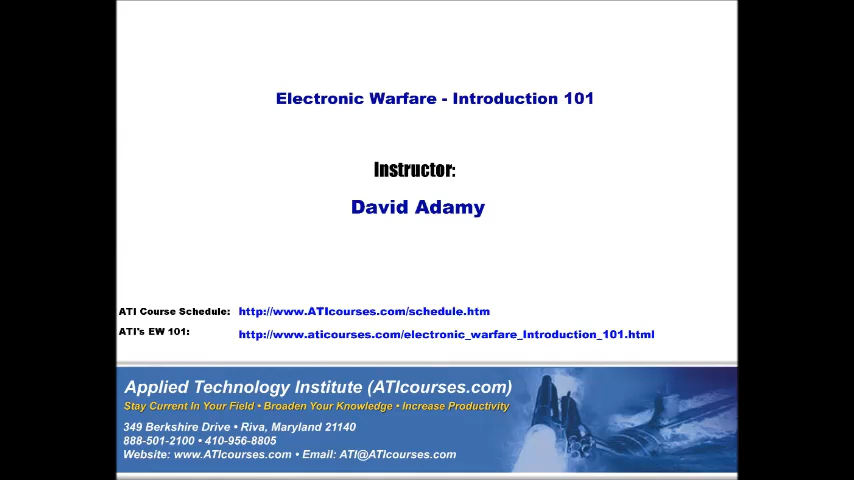 Electronic Warfare - Introduction 101
Instructor:
David Adamy
ATI Course Schedule: http://www.ATIcourses.com/schedule.htm
ATI's EW 101: http://www.aticourses.com/electronic_warfare_Introduction_101.html
Applied Technology Institute (ATIcourses.com)
Stay Current In Your Field • Broaden Your Knowledge • Increase Productivity
349 Berkshire Drive • Riva, Maryland 21140
888-501-2100 • 410-956-8805
Website: www.ATIcourses.com • Email: ATI@ATIcourses.com